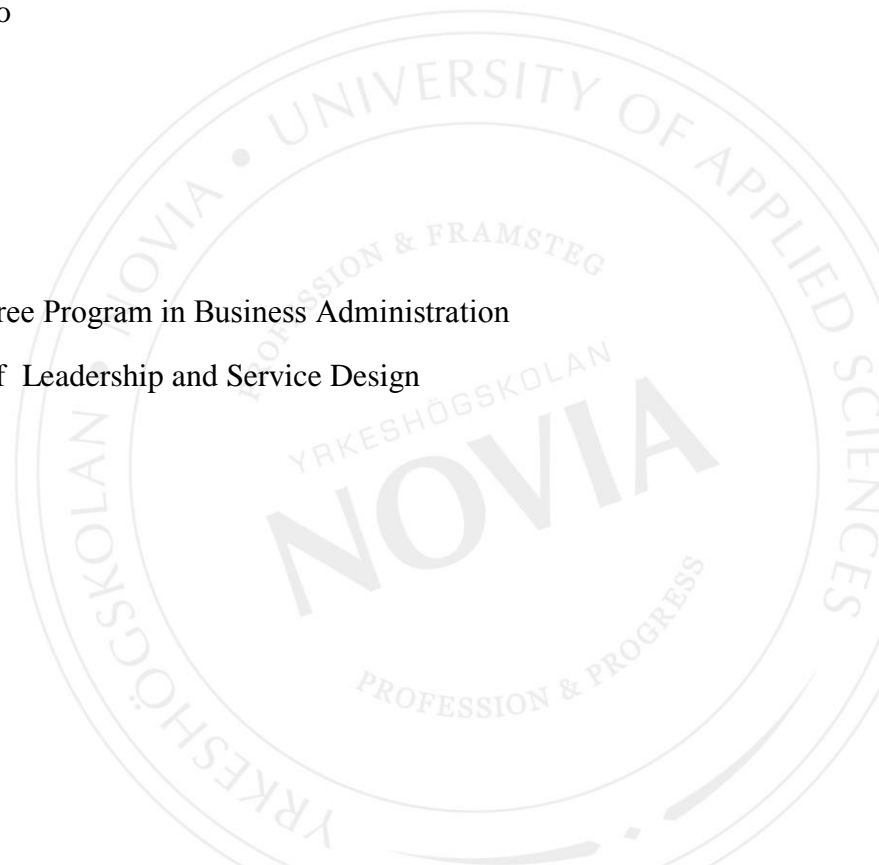 o
ree Program in Business Administration
f Leadership and Service Design
YRKESHÖGSKOLAN • NOVIA • UNIVERSITY OF APPLIED SCIENCES
PROFESSION & FRAMSTEG
YRKESHÖGSKOLAN
NOVIA
PROFESSION & PROGRESS